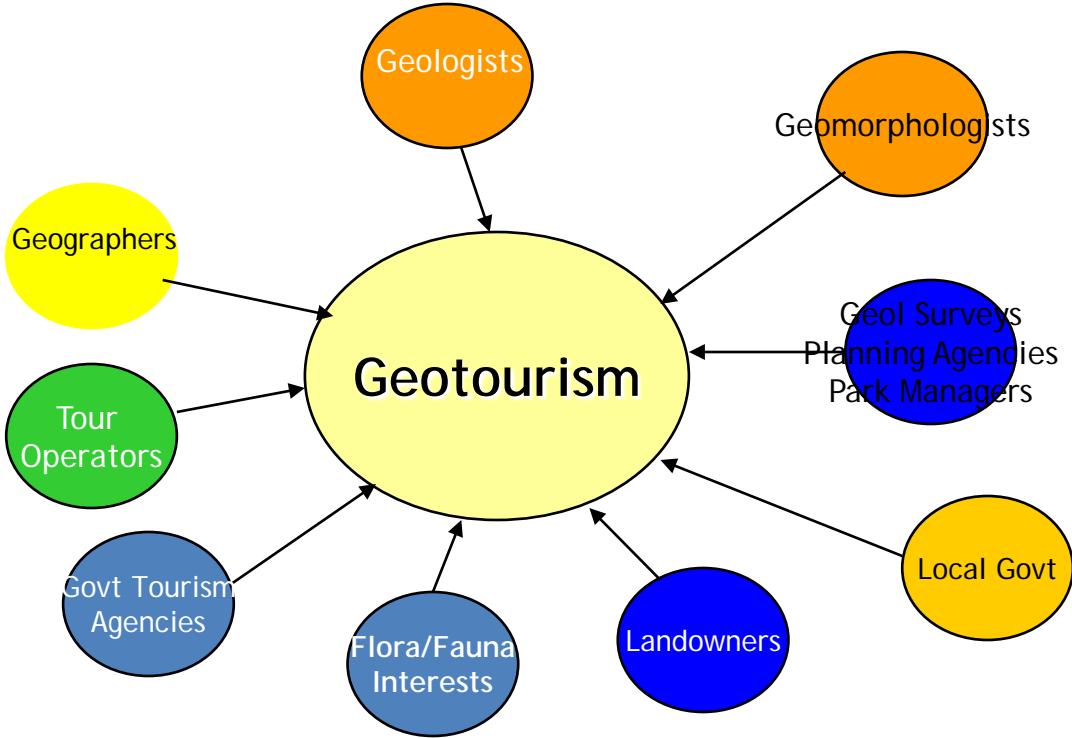 Geologists
Geomorphologists
Geographers
Geol Surveys
Planning Agencies
Park Managers
Geotourism
Tour
Operators
Local Govt
Govt Tourism
Agencies
Flora/Fauna
Interests
Landowners